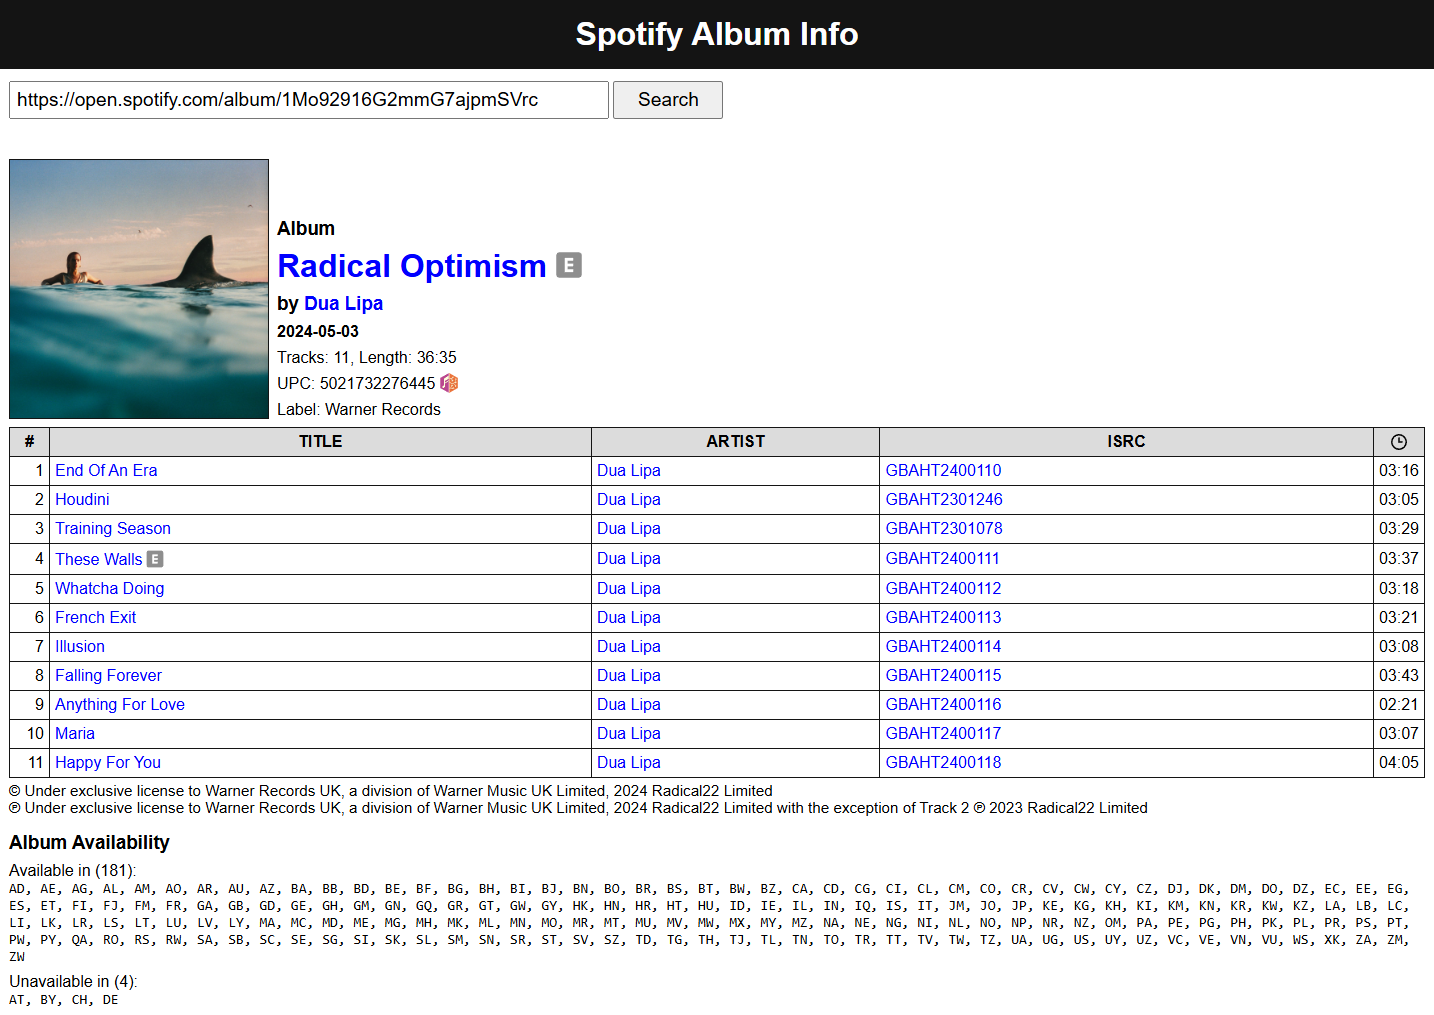 Spotify Album Info
https://open.spotify.com/album/1Mo92916G2mmG7ajpmSVrc Search
Album
Radical Optimism E
by Dua Lipa
2024-05-03
Tracks: 11, Length: 36:35
UPC: 5021732276445
Label: Warner Records
# TITLE ARTIST ISRC
1 End Of An Era Dua Lipa GBAHT2400110 03:16
2 Houdini Dua Lipa GBAHT2301246 03:05
3 Training Season Dua Lipa GBAHT2301078 03:29
4 These Walls E Dua Lipa GBAHT2400111 03:37
5 Whatcha Doing Dua Lipa GBAHT2400112 03:18
6 French Exit Dua Lipa GBAHT2400113 03:21
7 Illusion Dua Lipa GBAHT2400114 03:08
8 Falling Forever Dua Lipa GBAHT2400115 03:43
9 Anything For Love Dua Lipa GBAHT2400116 02:21
10 Maria Dua Lipa GBAHT2400117 03:07
11 Happy For You Dua Lipa GBAHT2400118 04:05
© Under exclusive license to Warner Records UK, a division of Warner Music UK Limited, 2024 Radical22 Limited
℗ Under exclusive license to Warner Records UK, a division of Warner Music UK Limited, 2024 Radical22 Limited with the exception of Track 2 ℗ 2023 Radical22 Limited
Album Availability
Available in (181):
AD, AE, AG, AL, AM, AO, AR, AU, AZ, BA, BB, BD, BE, BF, BG, BH, BI, BJ, BN, BO, BR, BS, BT, BW, BZ, CA, CD, CG, CI, CL, CM, CO, CR, CV, CW, CY, CZ, DJ, DK, DM, DO, DZ, EC, EE, EG,
ES, ET, FI, FJ, FM, FR, GA, GB, GD, GE, GH, GM, GN, GQ, GR, GT, GW, GY, HK, HN, HR, HT, HU, ID, IE, IL, IN, IQ, IS, IT, JM, JO, JP, KE, KG, KH, KI, KM, KN, KR, KW, KZ, LA, LB, LC,
LI, LK, LR, LS, LT, LU, LV, LY, MA, MC, MD, ME, MG, MH, MK, ML, MN, MO, MR, MT, MU, MV, MW, MX, MY, MZ, NA, NE, NG, NI, NL, NO, NP, NR, NZ, OM, PA, PE, PG, PH, PK, PL, PR, PS, PT,
PW, PY, QA, RO, RS, RW, SA, SB, SC, SE, SG, SI, SK, SL, SM, SN, SR, ST, SV, SZ, TD, TG, TH, TJ, TL, TN, TO, TR, TT, TV, TW, TZ, UA, UG, US, UY, UZ, VC, VE, VN, VU, WS, XK, ZA, ZM,
ZW
Unavailable in (4):
AT, BY, CH, DE